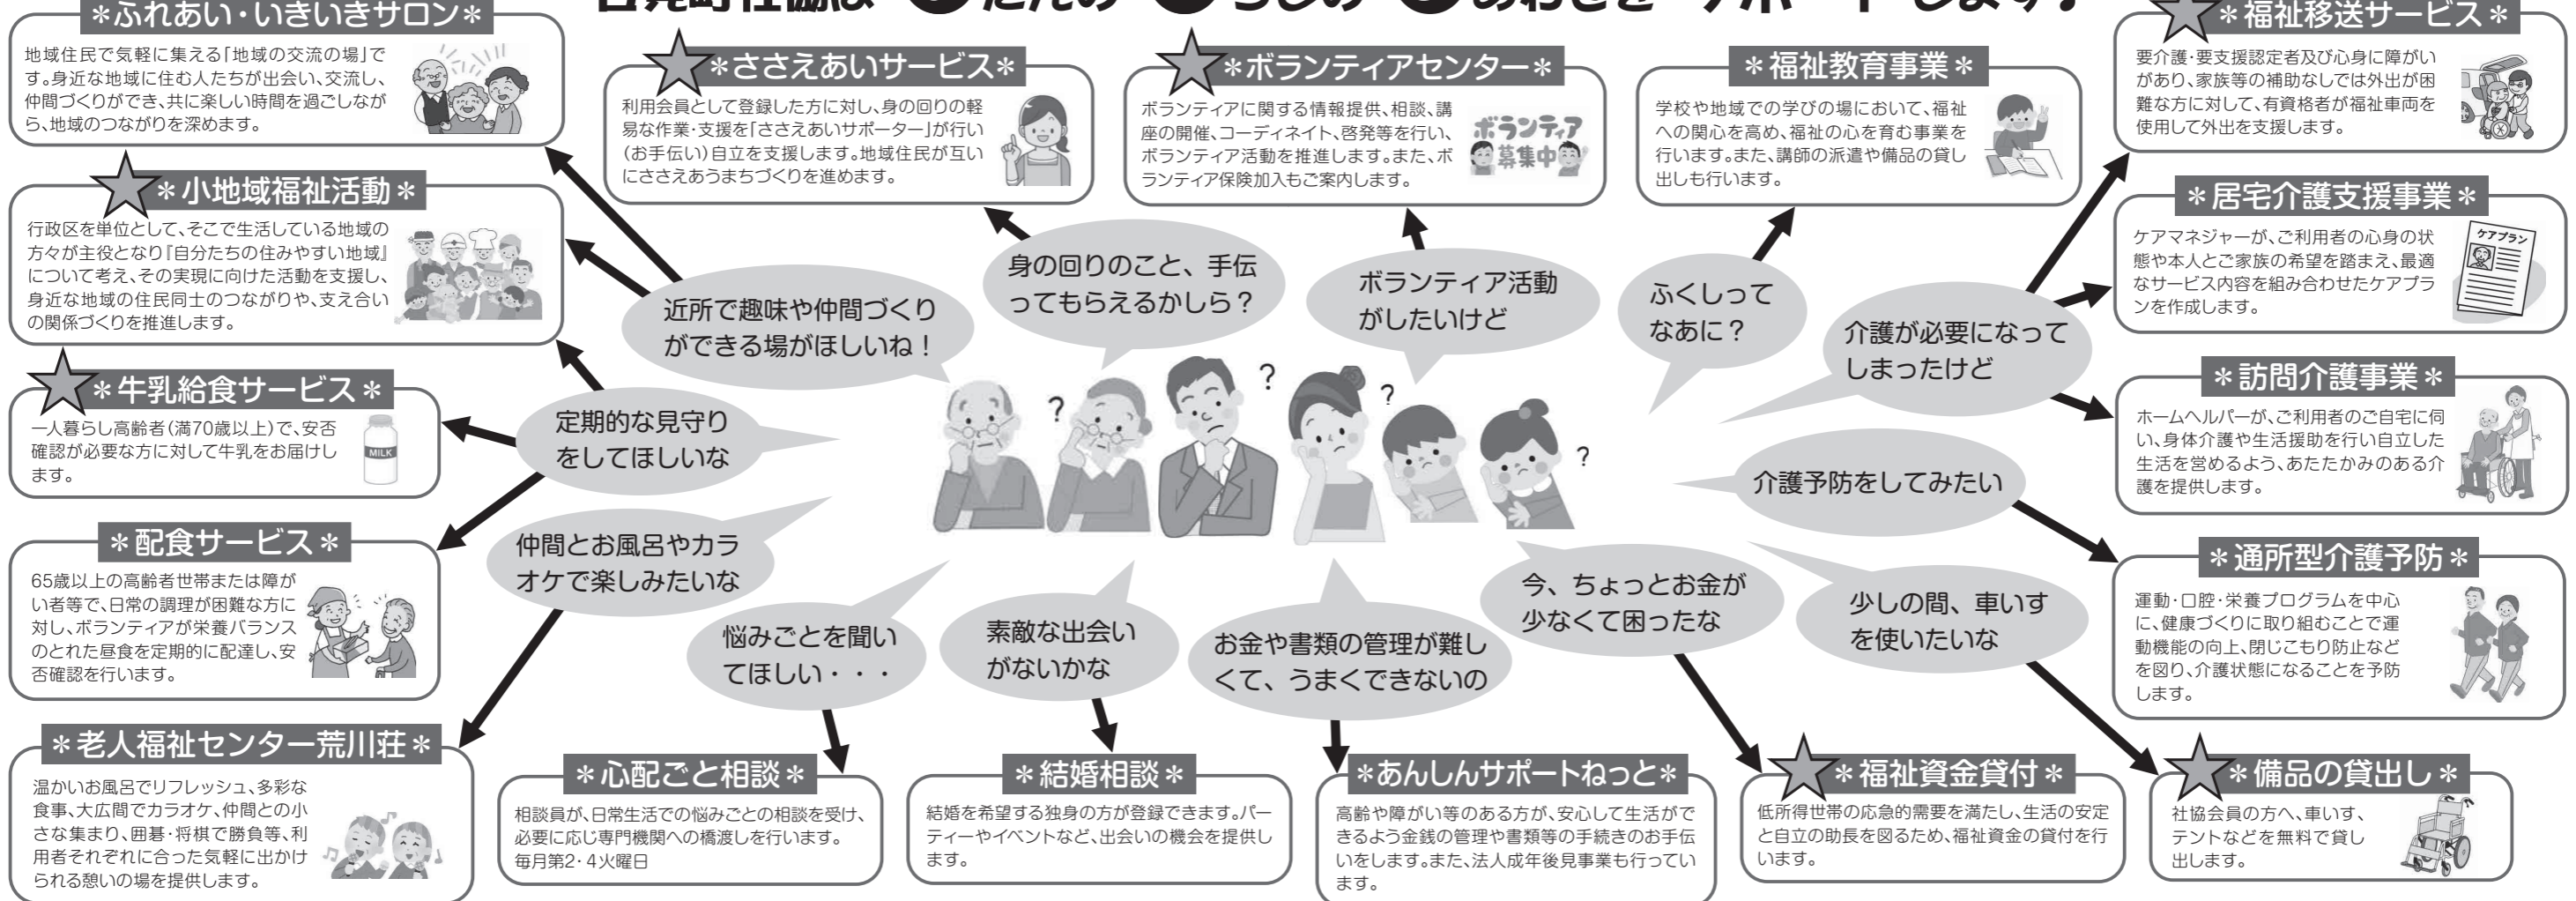 ＊ふれあい・いきいきサロン＊
地域住民で気軽に集える「地域の交流の場」で
す。身近な地域に住む人たちが出会い、交流し、
仲間づくりができ、共に楽しい時間を過ごしなが
ら、地域のつながりを深めます。
＊ささえあいサービス＊
利用会員として登録した方に対し、身の回りの軽
易な作業・支援を「ささえあいサポーター」が行い
(お手伝い)自立を支援します。地域住民が互い
にささえあうまちづくりを進めます。
＊ボランティアセンター＊
ボランティアに関する情報提供、相談、講
座の開催、コーディネイト、啓発等を行い、
ボランティア活動を推進します。また、ボ
ランティア保険加入もご案内します。
ボランティア
募集中
＊福祉教育事業＊
学校や地域での学びの場において、福祉
への関心を高め、福祉の心を育む事業を
行います。また、講師の派遣や備品の貸し
出しも行います。
＊福祉移送サービス＊
要介護・要支援認定者及び心身に障がい
があり、家族等の補助なしでは外出が困
難な方に対して、有資格者が福祉車両を
使用して外出を支援します。
＊小地域福祉活動＊
行政区を単位として、そこで生活している地域の
方々が主役となり『自分たちの住みやすい地域』
について考え、その実現に向けた活動を支援し、
身近な地域の住民同士のつながりや、支え合い
の関係づくりを推進します。
＊居宅介護支援事業＊
ケアマネジャーが、ご利用者の心身の状
態や本人とご家族の希望を踏まえ、最適
なサービス内容を組み合わせたケアプラ
ンを作成します。
ケアプラン
近所で趣味や仲間づくり
ができる場がほしいね！
身の回りのこと、手伝
ってもらえるかしら？
ボランティア活動
がしたいけど
ふくしって
なあに？
介護が必要になって
しまったけど
＊牛乳給食サービス＊
一人暮らし高齢者(満70歳以上)で、安否
確認が必要な方に対して牛乳をお届けし
ます。
MILK
定期的な見守り
をしてほしいな
?
?
?
?
＊訪問介護事業＊
ホームヘルパーが、ご利用者のご自宅に伺
い、身体介護や生活援助を行い自立した
生活を営めるよう、あたたかみのある介
護を提供します。
介護予防をしてみたい
＊配食サービス＊
65歳以上の高齢者世帯または障が
い者等で、日常の調理が困難な方に
対し、ボランティアが栄養バランス
のとれた昼食を定期的に配達し、安
否確認を行います。
仲間とお風呂やカラ
オケで楽しみたいな
悩みごとを聞い
てほしい・・・
素敵な出会い
がないかな
お金や書類の管理が難し
くて、うまくできないの
今、ちょっとお金が
少なくて困ったな
少しの間、車いす
を使いたいな
＊通所型介護予防＊
運動・口腔・栄養プログラムを中心
に、健康づくりに取り組むことで運
動機能の向上、閉じこもり防止など
を図り、介護状態になることを予防
します。
＊老人福祉センター荒川荘＊
温かいお風呂でリフレッシュ、多彩な
食事、大広間でカラオケ、仲間との小
さな集まり、囲碁・将棋で勝負等、利
用者それぞれに合った気軽に出かけ
られる憩いの場を提供します。
＊心配ごと相談＊
相談員が、日常生活での悩みごとの相談を受け、
必要に応じ専門機関への橋渡しを行います。
毎月第2・4火曜日
＊結婚相談＊
結婚を希望する独身の方が登録できます。パー
ティーやイベントなど、出会いの機会を提供し
ます。
＊あんしんサポートねっと＊
高齢や障がい等のある方が、安心して生活がで
きるよう金銭の管理や書類等の手続きのお手伝
いをします。また、法人成年後見事業も行ってい
ます。
＊福祉資金貸付＊
低所得世帯の応急的需要を満たし、生活の安定
と自立の助長を図るため、福祉資金の貸付を行
います。
＊備品の貸出し＊
社協会員の方へ、車いす、
テントなどを無料で貸し
出します。